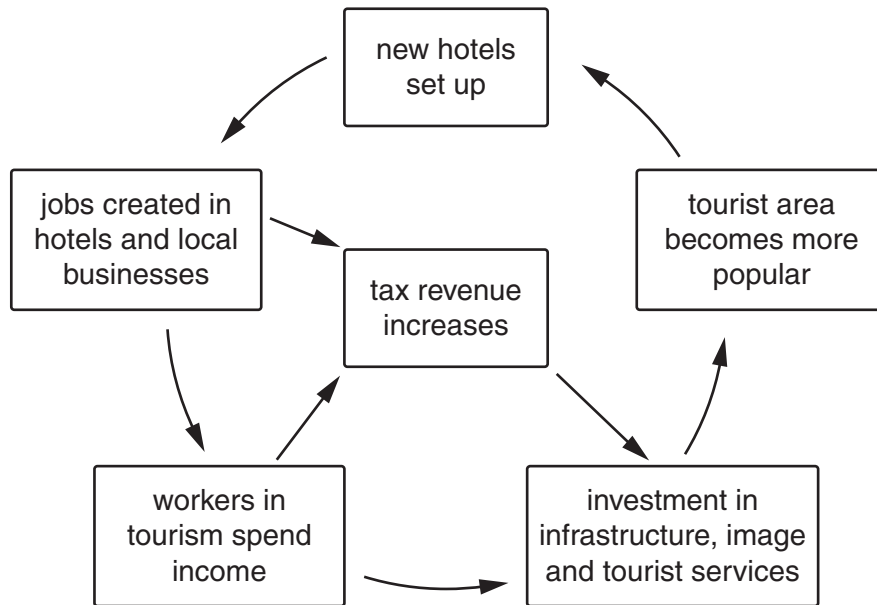 new hotels
set up
jobs created in
hotels and local
businesses
tourist area
becomes more
popular
tax revenue
increases
workers in
tourism spend
income
investment in
infrastructure, image
and tourist services